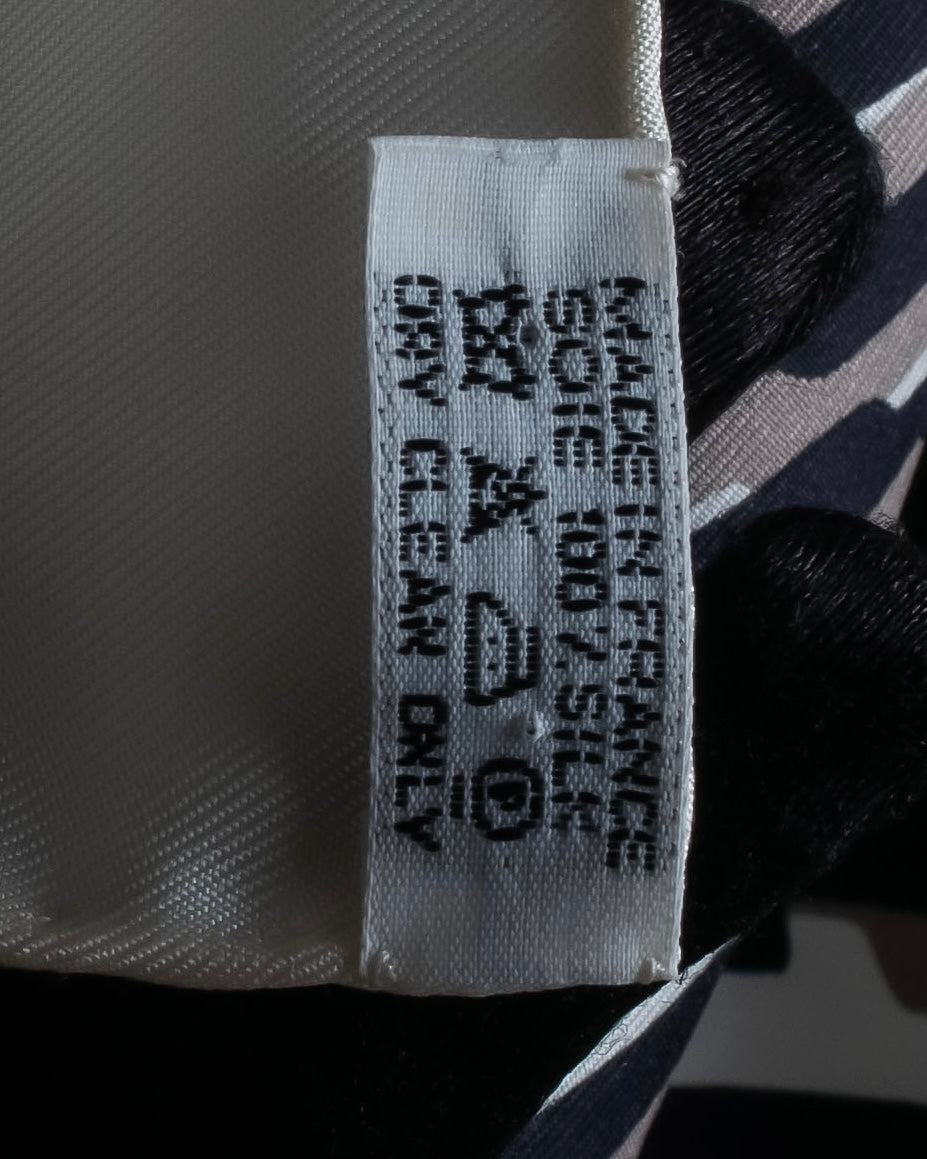 MADE IN FRANCE
SOIE 100% SILK
P
DRY CLEAN ONLY